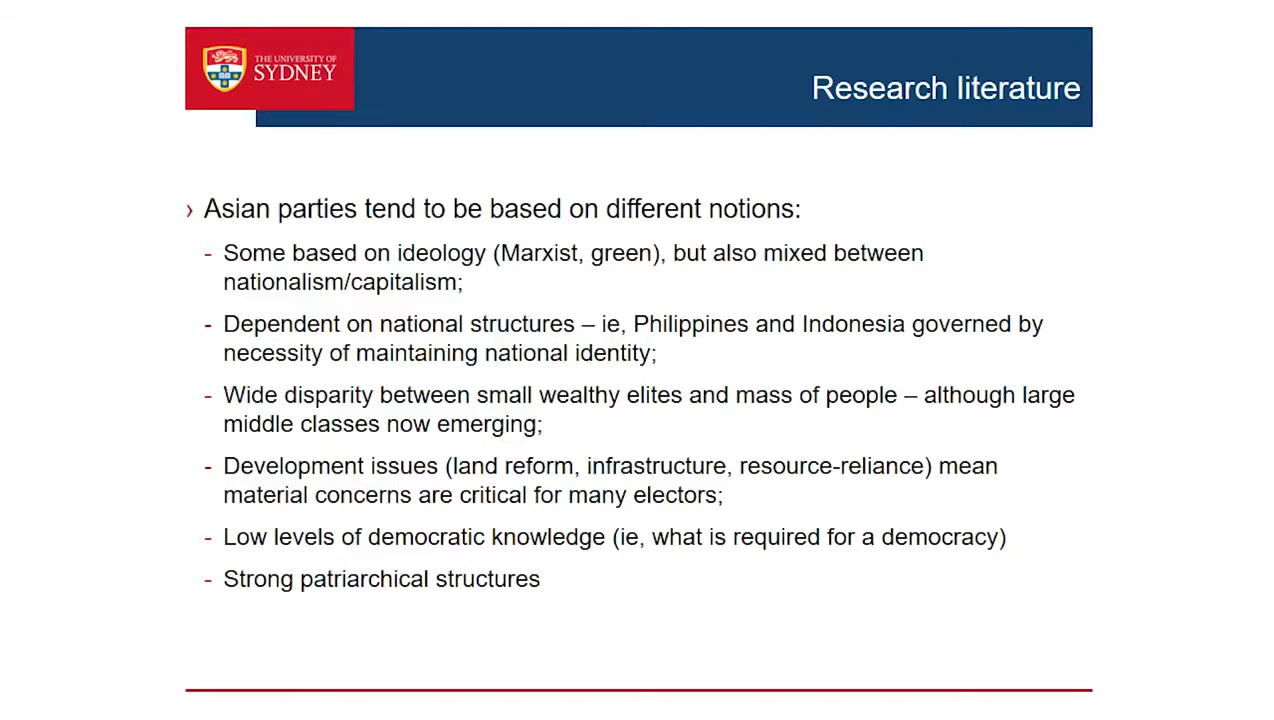 THE UNIVERSITY OF
SYDNEY
Research literature
› Asian parties tend to be based on different notions:
- Some based on ideology (Marxist, green), but also mixed between
nationalism/capitalism;
- Dependent on national structures – ie, Philippines and Indonesia governed by
necessity of maintaining national identity;
- Wide disparity between small wealthy elites and mass of people – although large
middle classes now emerging;
- Development issues (land reform, infrastructure, resource-reliance) mean
material concerns are critical for many electors;
- Low levels of democratic knowledge (ie, what is required for a democracy)
- Strong patriarchical structures